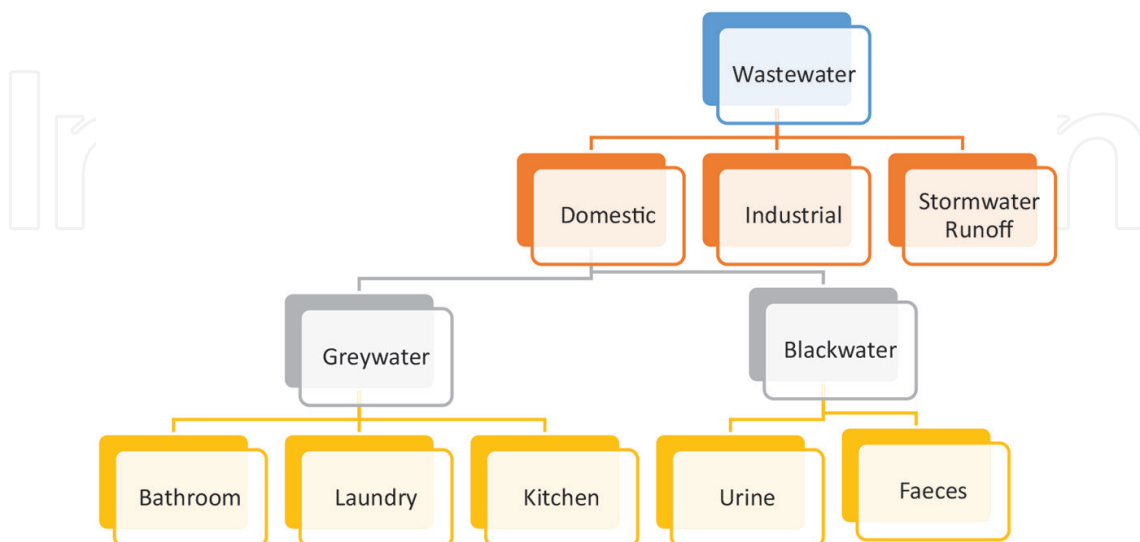 Wastewater
Domestic
Industrial
Stormwater
Runoff
Greywater
Blackwater
Bathroom
Laundry
Kitchen
Urine
Faeces